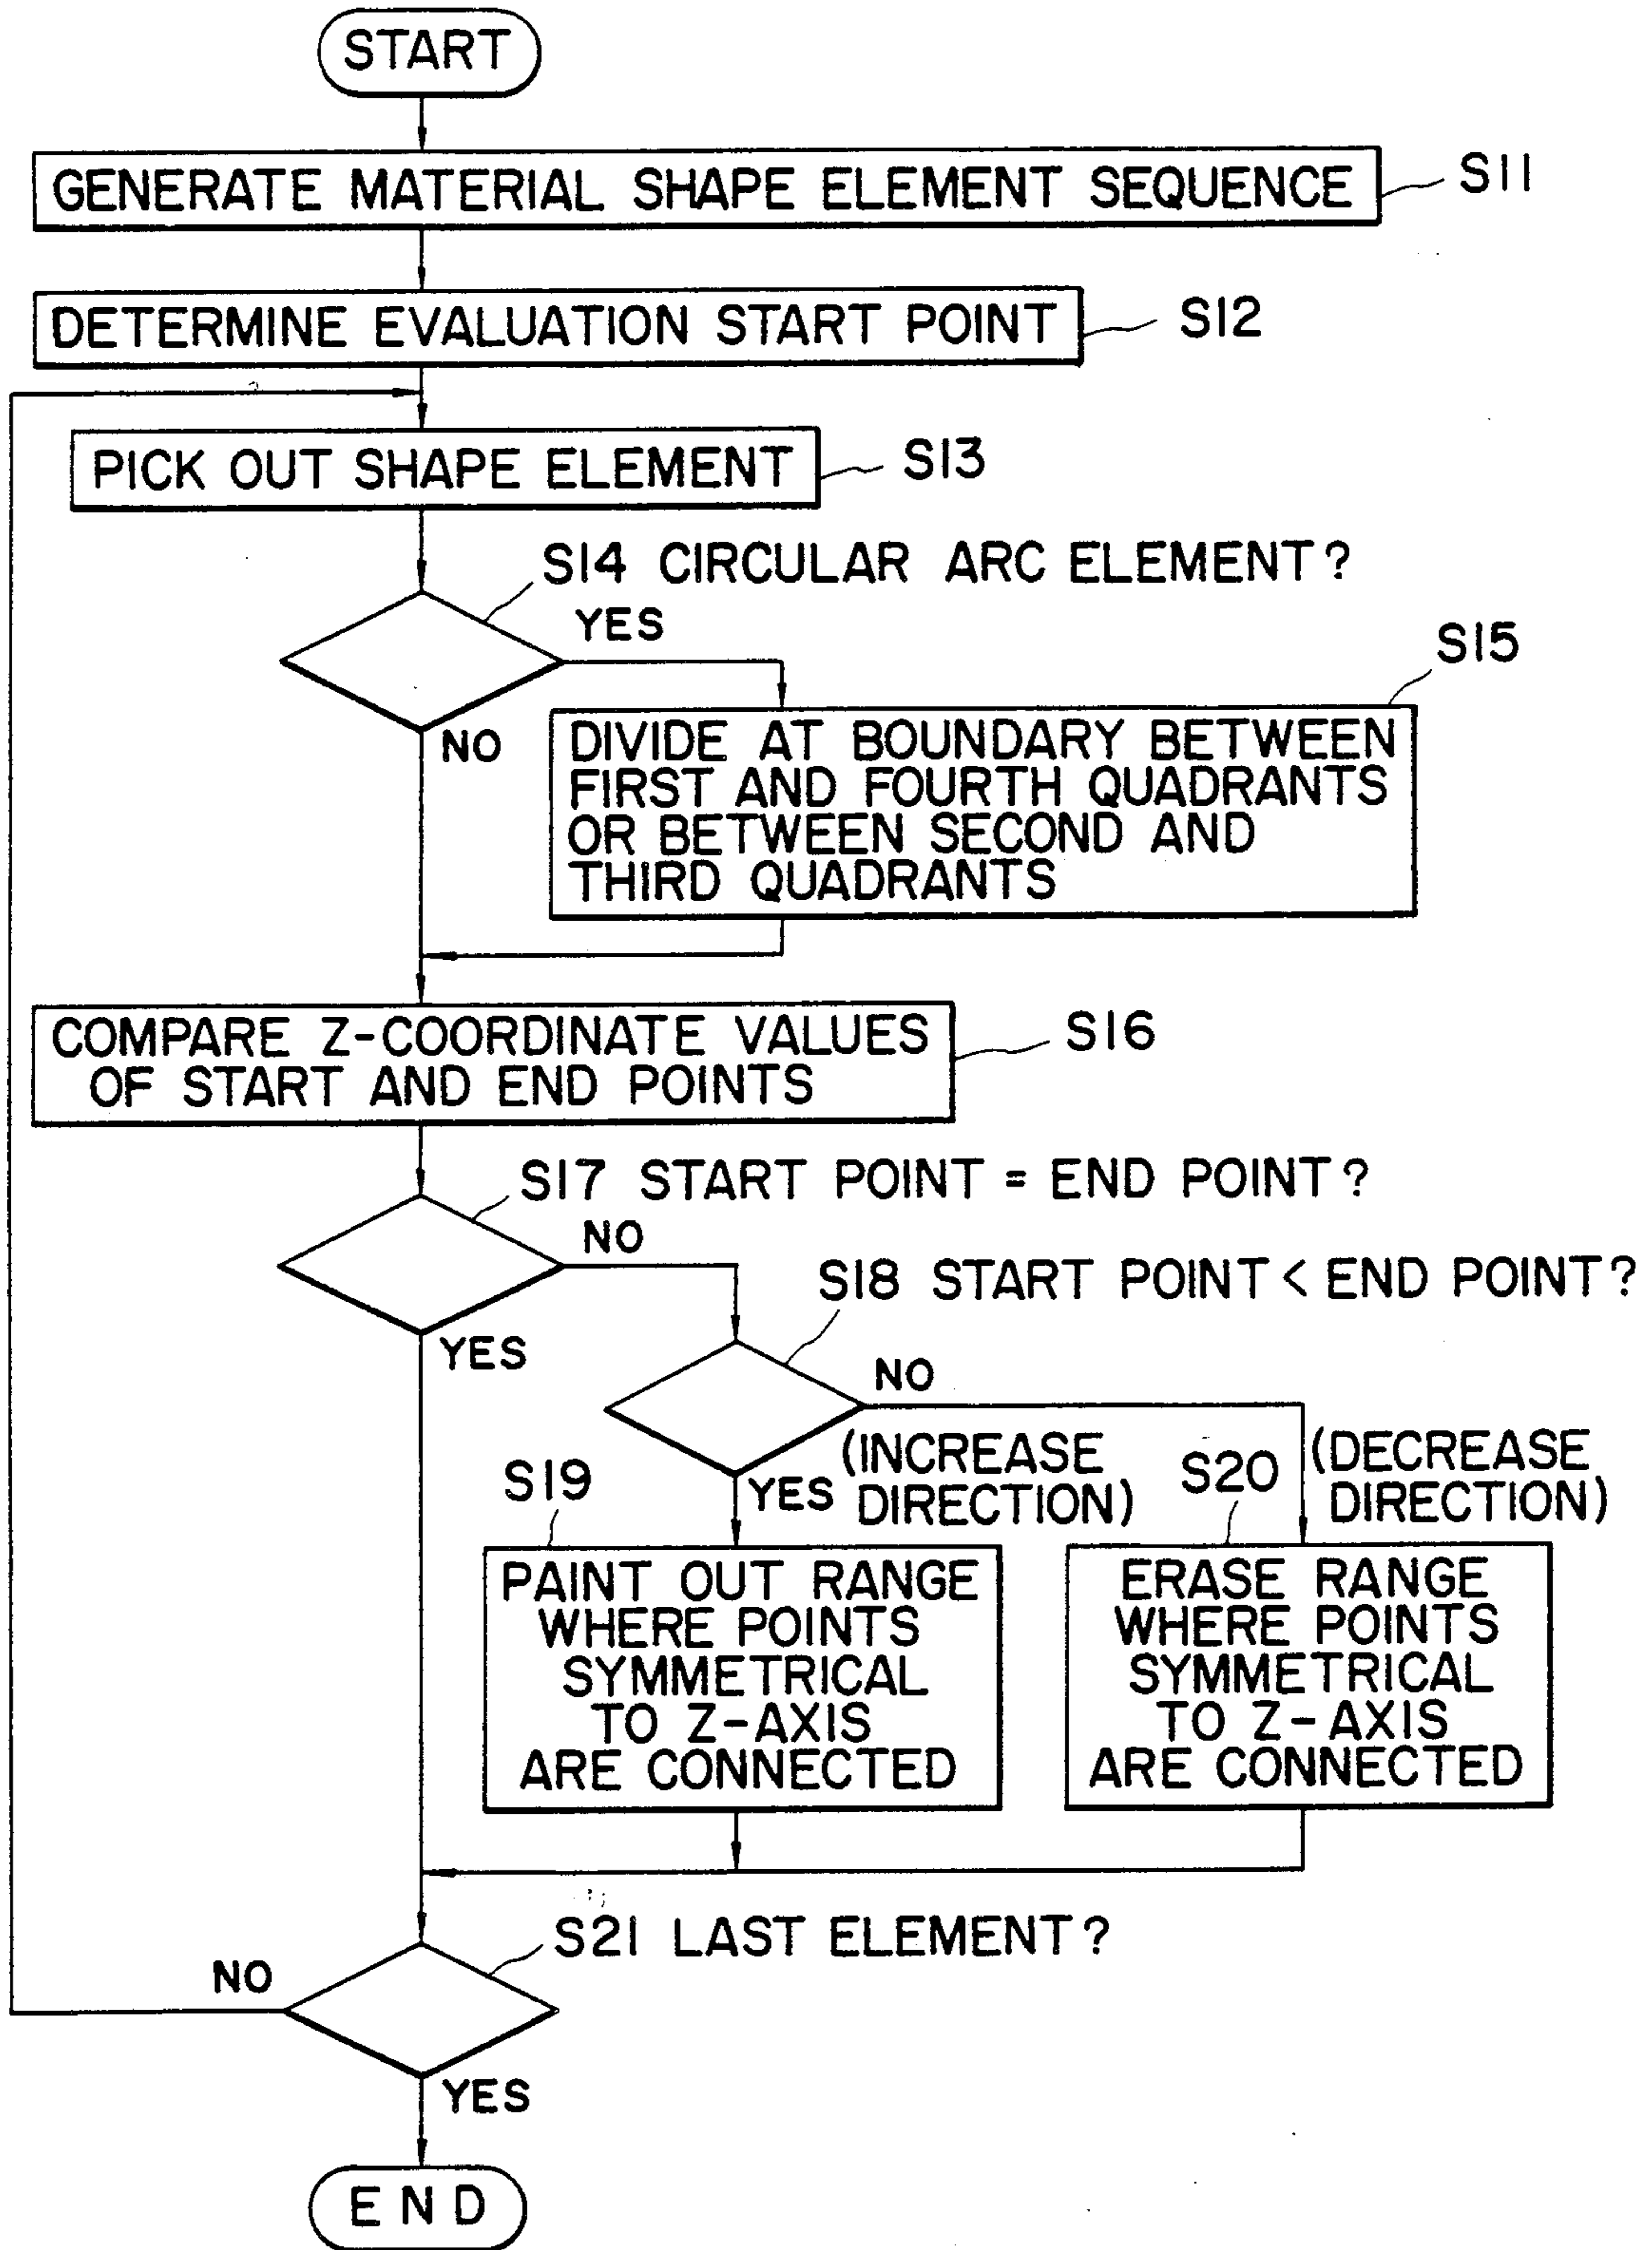 START
GENERATE MATERIAL SHAPE ELEMENT SEQUENCE
S11
DETERMINE EVALUATION START POINT
S12
PICK OUT SHAPE ELEMENT
S13
S14 CIRCULAR ARC ELEMENT?
YES
NO
S15
DIVIDE AT BOUNDARY BETWEEN
FIRST AND FOURTH QUADRANTS
OR BETWEEN SECOND AND
THIRD QUADRANTS
COMPARE Z-COORDINATE VALUES
OF START AND END POINTS
S16
S17 START POINT = END POINT?
NO
YES
S18 START POINT < END POINT?
NO
YES
(INCREASE
DIRECTION)
(DECREASE
DIRECTION)
S19
PAINT OUT RANGE
WHERE POINTS
SYMMETRICAL
TO Z-AXIS
ARE CONNECTED
S20
ERASE RANGE
WHERE POINTS
SYMMETRICAL
TO Z-AXIS
ARE CONNECTED
S21 LAST ELEMENT?
NO
YES
END